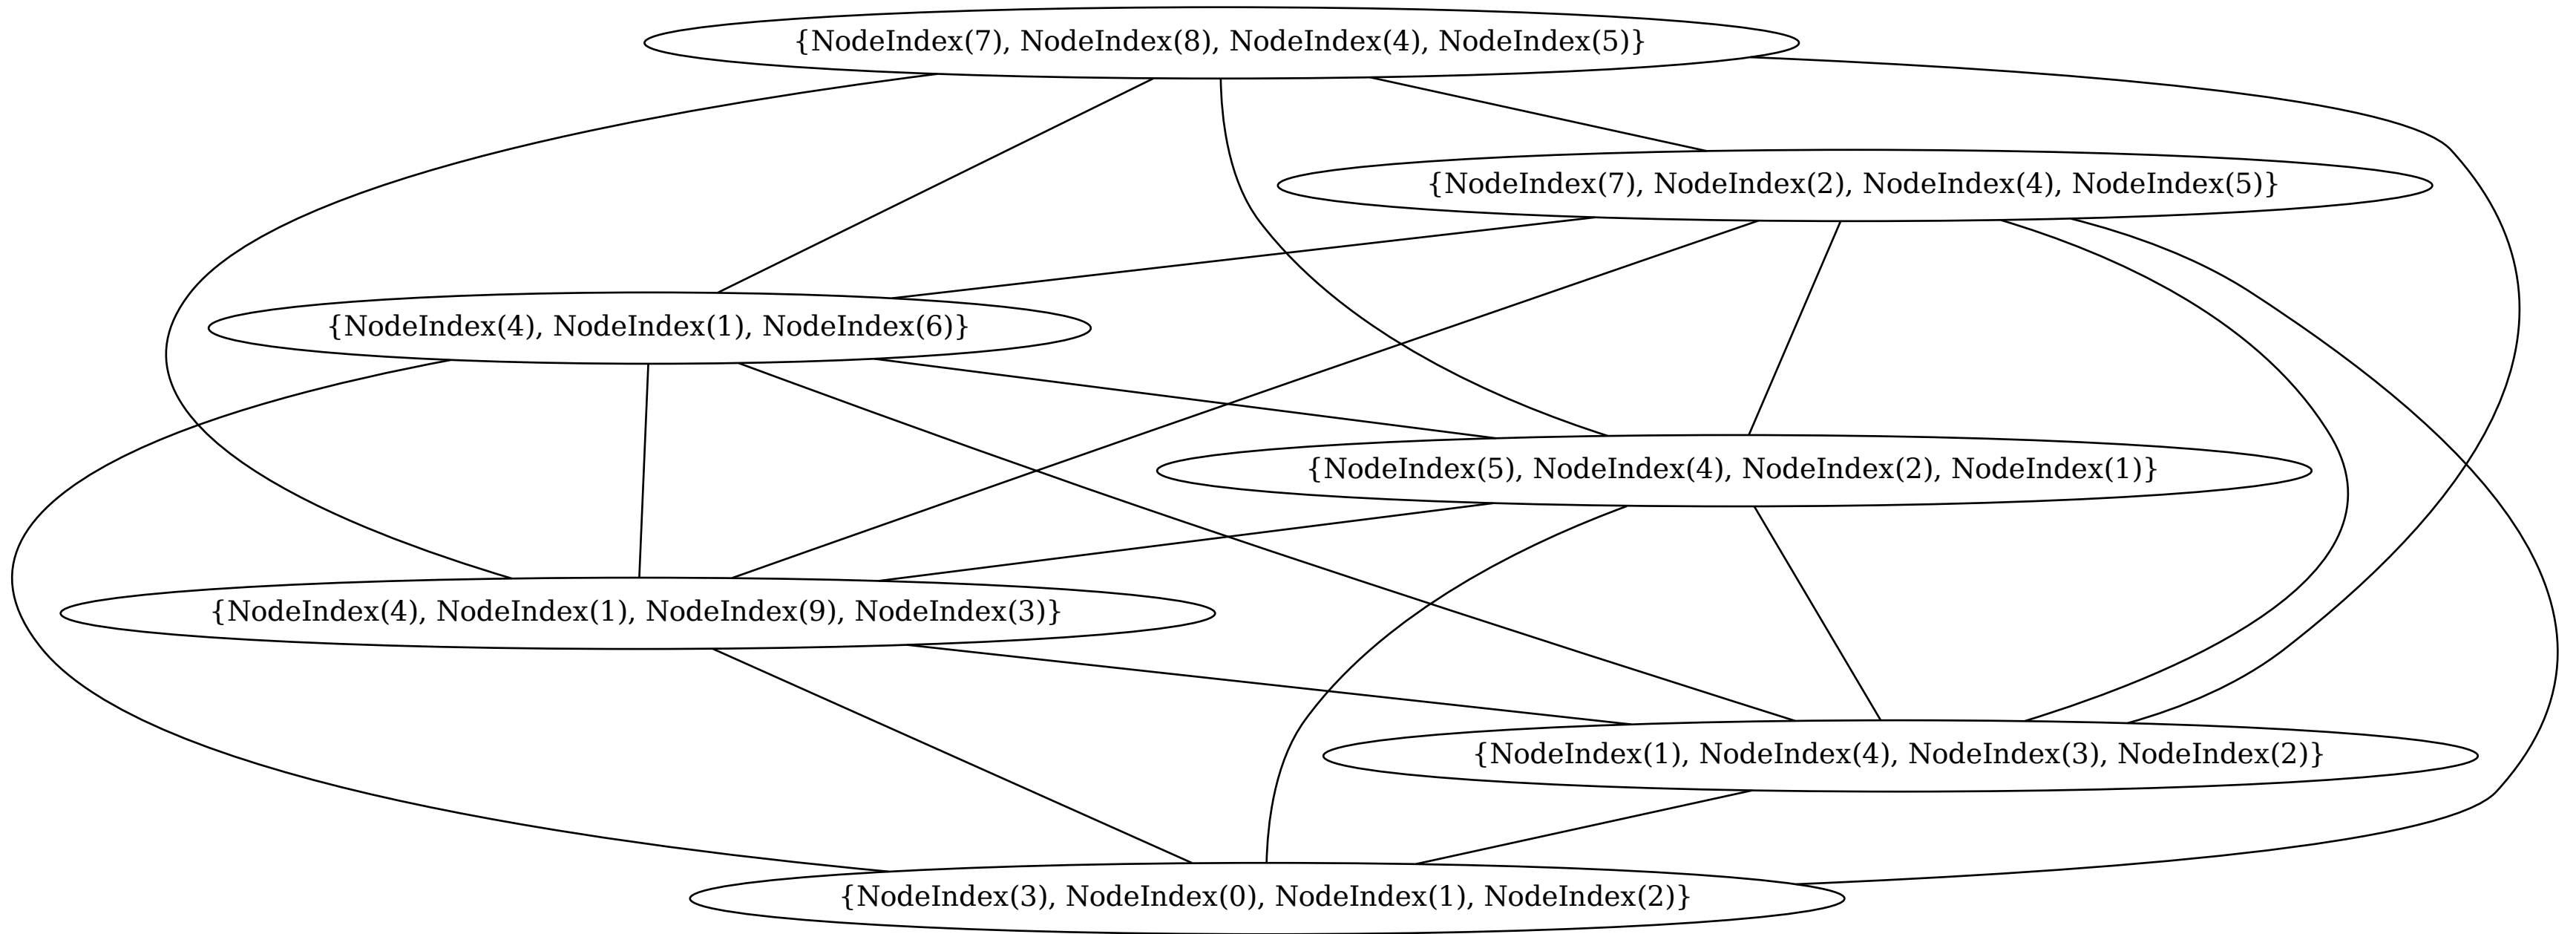 {NodeIndex(7), NodeIndex(8), NodeIndex(4), NodeIndex(5)}
{NodeIndex(7), NodeIndex(2), NodeIndex(4), NodeIndex(5)}
{NodeIndex(4), NodeIndex(1), NodeIndex(6)}
{NodeIndex(5), NodeIndex(4), NodeIndex(2), NodeIndex(1)}
{NodeIndex(4), NodeIndex(1), NodeIndex(9), NodeIndex(3)}
{NodeIndex(1), NodeIndex(4), NodeIndex(3), NodeIndex(2)}
{NodeIndex(3), NodeIndex(0), NodeIndex(1), NodeIndex(2)}